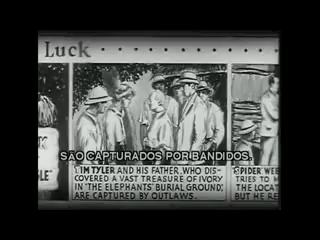 Luck
SÃO CAPTURADOS POR BANDIDOS.
TIM TYLER AND HIS FATHER, WHO DIS-
COVERED A VAST TREASURE OF IVORY
IN 'THE ELEPHANTS' BURIAL GROUND;
ARE CAPTURED BY OUTLAWS.
SPIDER WEB
TRIES TO M
THE LOCAT
BUT HE RE